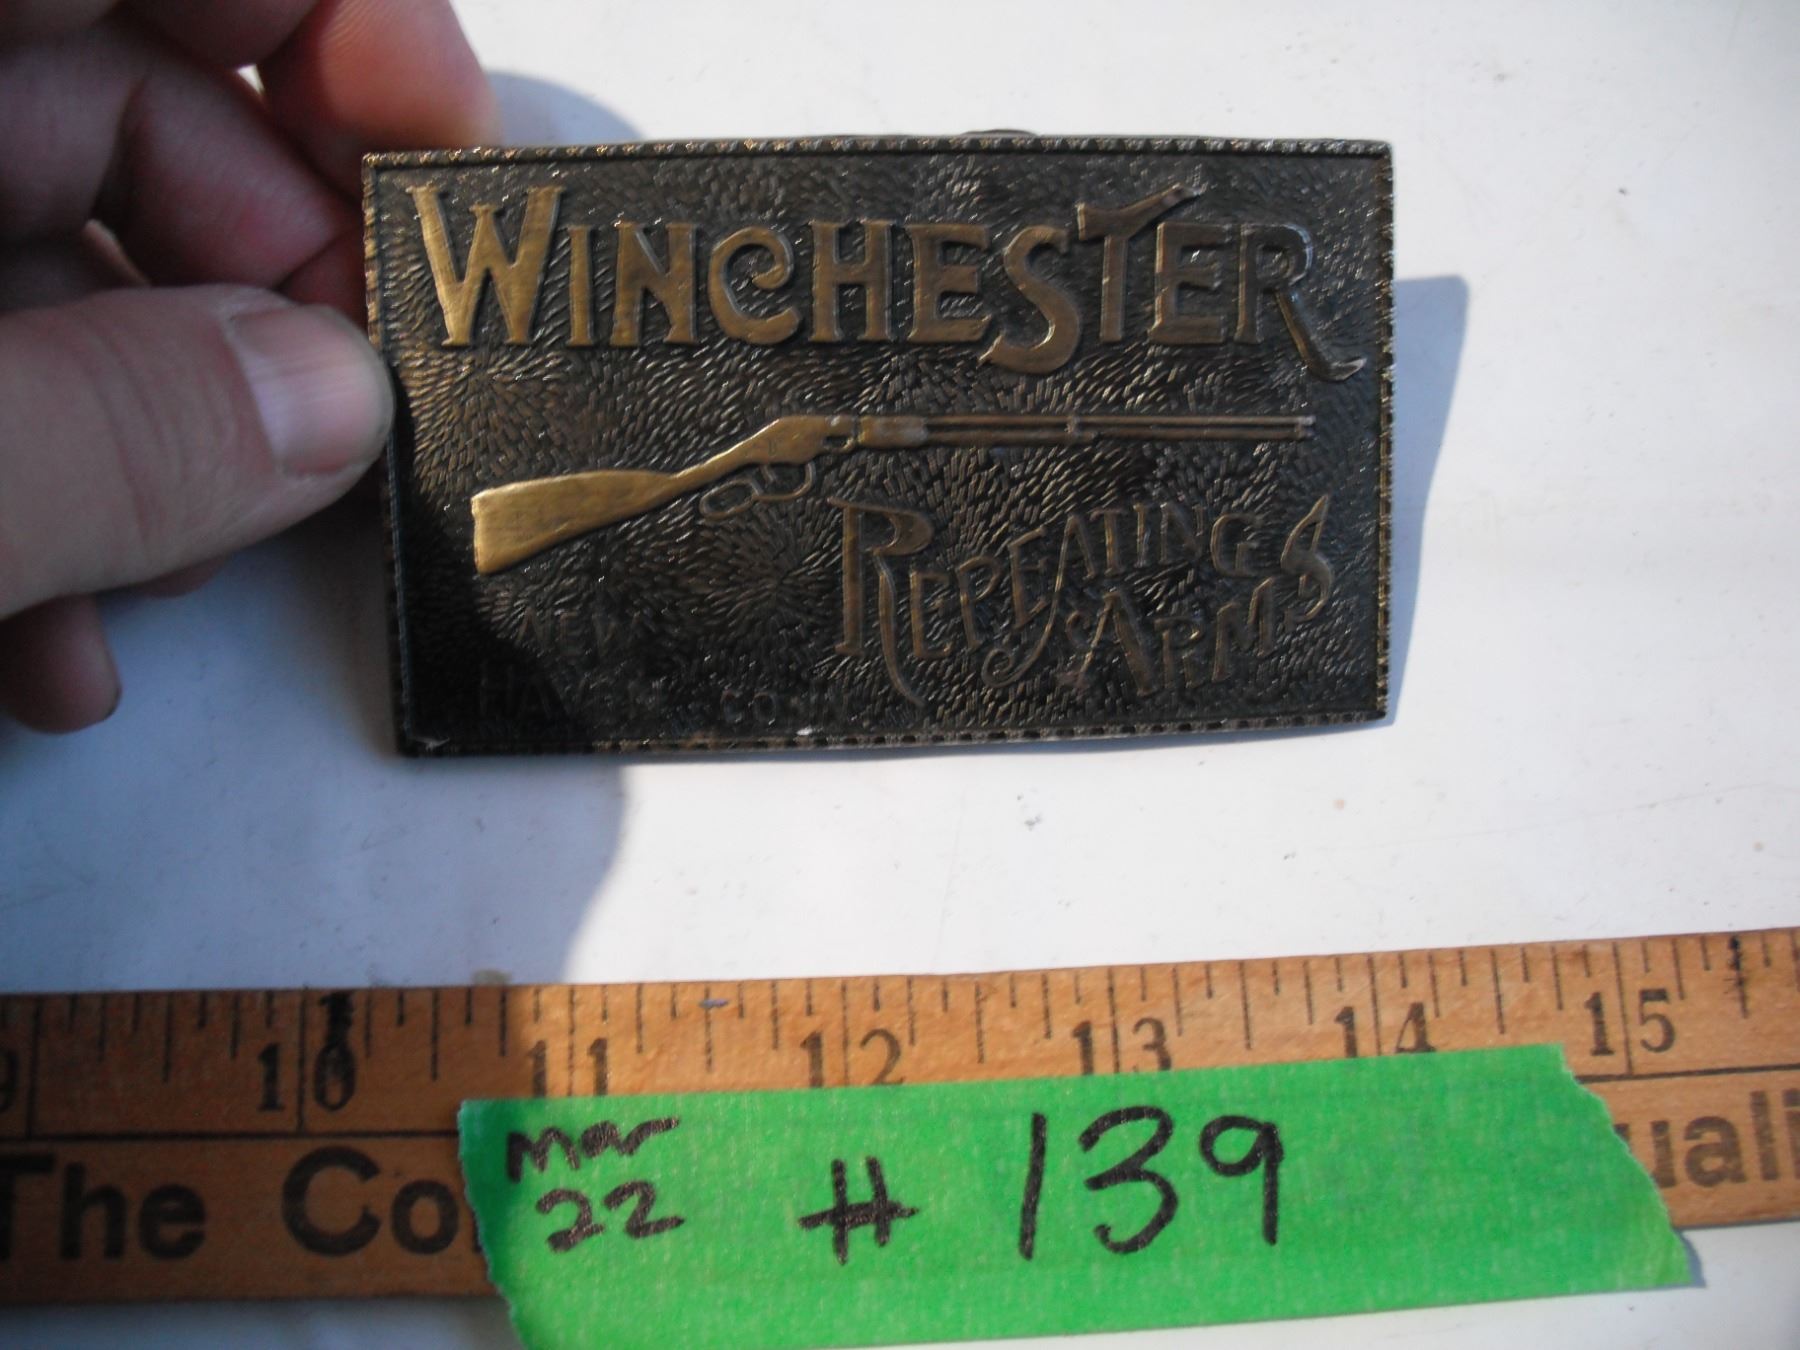 WINCHESTER
REPEATING
ARMS
NEW
HAVEN CONN.
9 10 11 12 13 14 15
The Co
uali
Mar
22
# 139